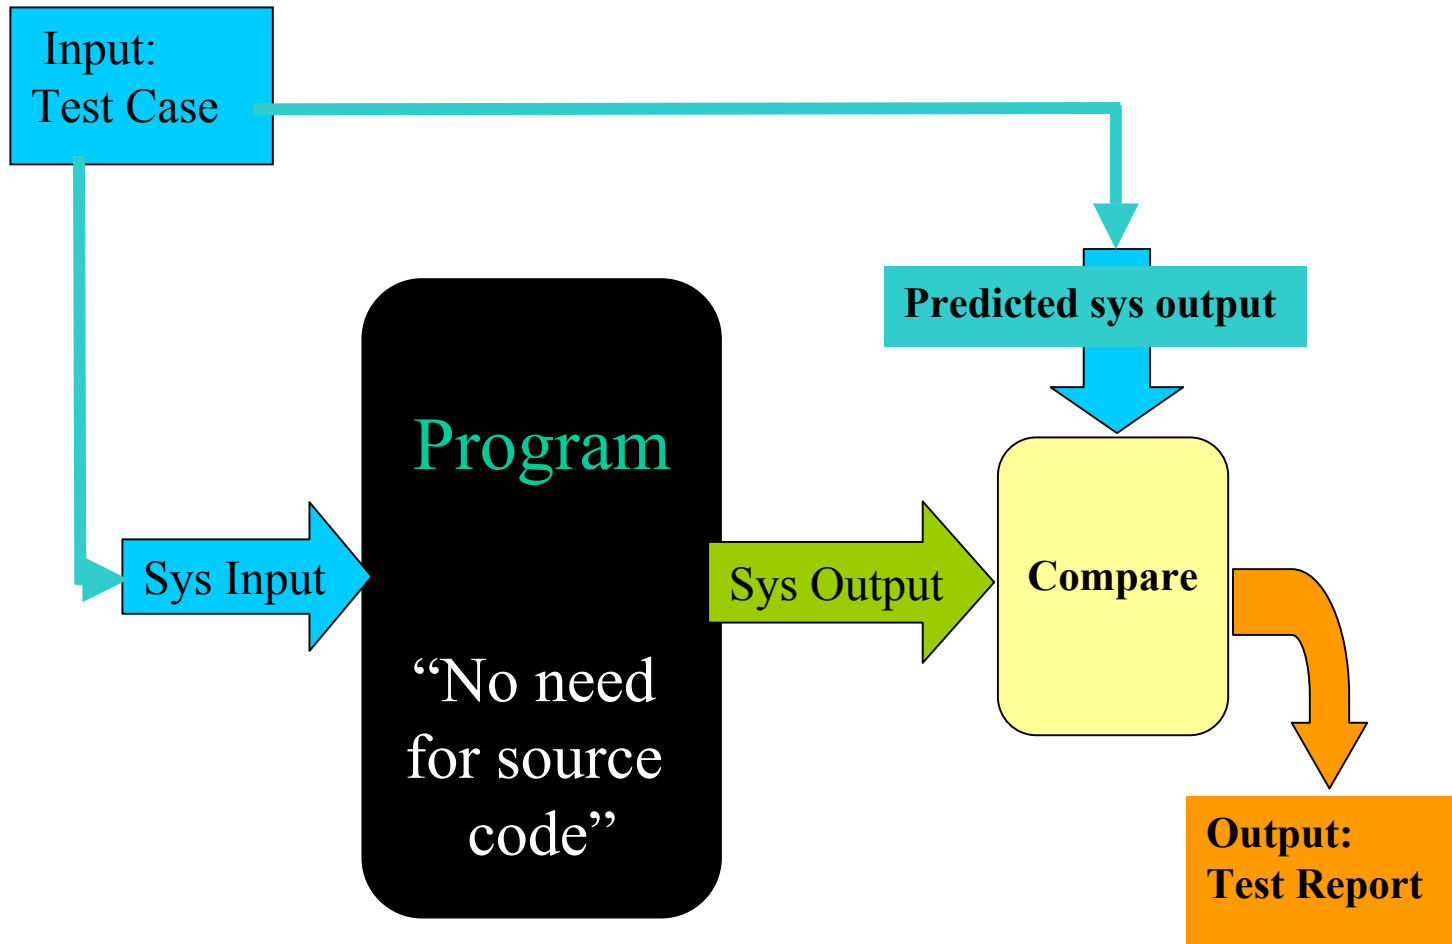 Input:
Test Case
Predicted sys output
Program
Sys Input
Sys Output
Compare
“No need
for source
code”
Output:
Test Report